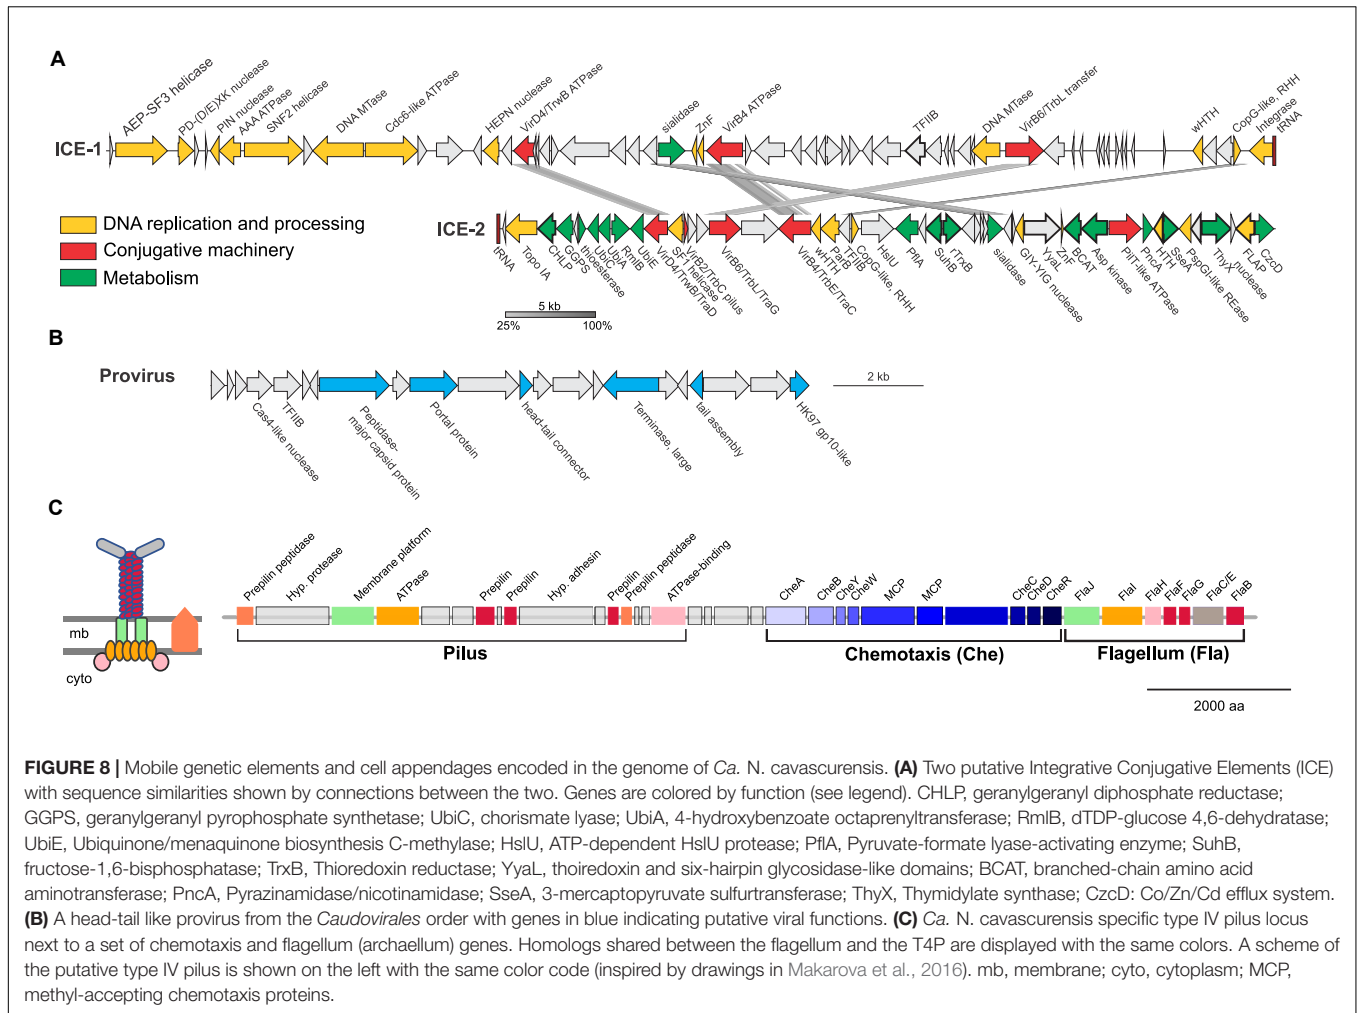 A
AEP-SF3 helicase
PD-(D/E)XK nuclease
PIN nuclease
AAA ATPase
SNF2 helicase
DNA MTase
Cdc6-like ATPase
HEPN nuclease
VirD4/TrwB ATPase
sialidase
ZnF
VirB4 ATPase
TFIIB
DNA MTase
VirB6/TrbL transfer
wHTH
CopG-like, RHH
Integrase
tRNA
ICE-1
DNA replication and processing
Conjugative machinery
Metabolism
ICE-2
tRNA
Topo IA
CHLP
GGPS
thioesterase
UbiC
UbiA
RmlB
UbiE
VirD4/TrwB/TraD
SF1 helicase
VirB2/TrbC pilus
VirB6/TrbL/TraG
VirB4/TrbE/TraC
wHTH
ParB
TFIIB
CopG-like, RHH
HslU
PflA
SuhB
rTrxB
sialidase
GIY-YIG nuclease
YyaL
ZnF
BCAT
Asp kinase
PilT-like ATPase
PncA
HTH
SseA
PspGI-like REase
ThyX
nuclease
FLAP
CzcD
5 kb
25% 100%
B
Provirus
Cas4-like nuclease
TFIIB
Peptidase-
major capsid protein
Portal protein
head-tail connector
Terminase, large
tail assembly
HK97 gp10-like
2 kb
C
mb
cyto
Prepilin peptidase
Hyp. protease
Membrane platform
ATPase
Prepilin
Prepilin
Hyp. adhesin
Prepilin
Prepilin peptidase
ATPase-binding
CheA
CheB
CheY
CheW
MCP
MCP
CheC
CheD
CheR
FlaJ
FlaI
FlaH
FlaF
FlaG
FlaC/E
FlaB
Pilus
Chemotaxis (Che)
Flagellum (Fla)
2000 aa
FIGURE 8 | Mobile genetic elements and cell appendages encoded in the genome of Ca. N. cavascurensis. (A) Two putative Integrative Conjugative Elements (ICE)
with sequence similarities shown by connections between the two. Genes are colored by function (see legend). CHLP, geranylgeranyl diphosphate reductase;
GGPS, geranylgeranyl pyrophosphate synthetase; UbiC, chorismate lyase; UbiA, 4-hydroxybenzoate octaprenyltransferase; RmlB, dTDP-glucose 4,6-dehydratase;
UbiE, Ubiquinone/menaquinone biosynthesis C-methylase; HslU, ATP-dependent HslU protease; PflA, Pyruvate-formate lyase-activating enzyme; SuhB,
fructose-1,6-bisphosphatase; TrxB, Thioredoxin reductase; YyaL, thoiredoxin and six-hairpin glycosidase-like domains; BCAT, branched-chain amino acid
aminotransferase; PncA, Pyrazinamidase/nicotinamidase; SseA, 3-mercaptopyruvate sulfurtransferase; ThyX, Thymidylate synthase; CzcD: Co/Zn/Cd efflux system.
(B) A head-tail like provirus from the Caudovirales order with genes in blue indicating putative viral functions. (C) Ca. N. cavascurensis specific type IV pilus locus
next to a set of chemotaxis and flagellum (archaellum) genes. Homologs shared between the flagellum and the T4P are displayed with the same colors. A scheme of
the putative type IV pilus is shown on the left with the same color code (inspired by drawings in Makarova et al., 2016). mb, membrane; cyto, cytoplasm; MCP,
methyl-accepting chemotaxis proteins.